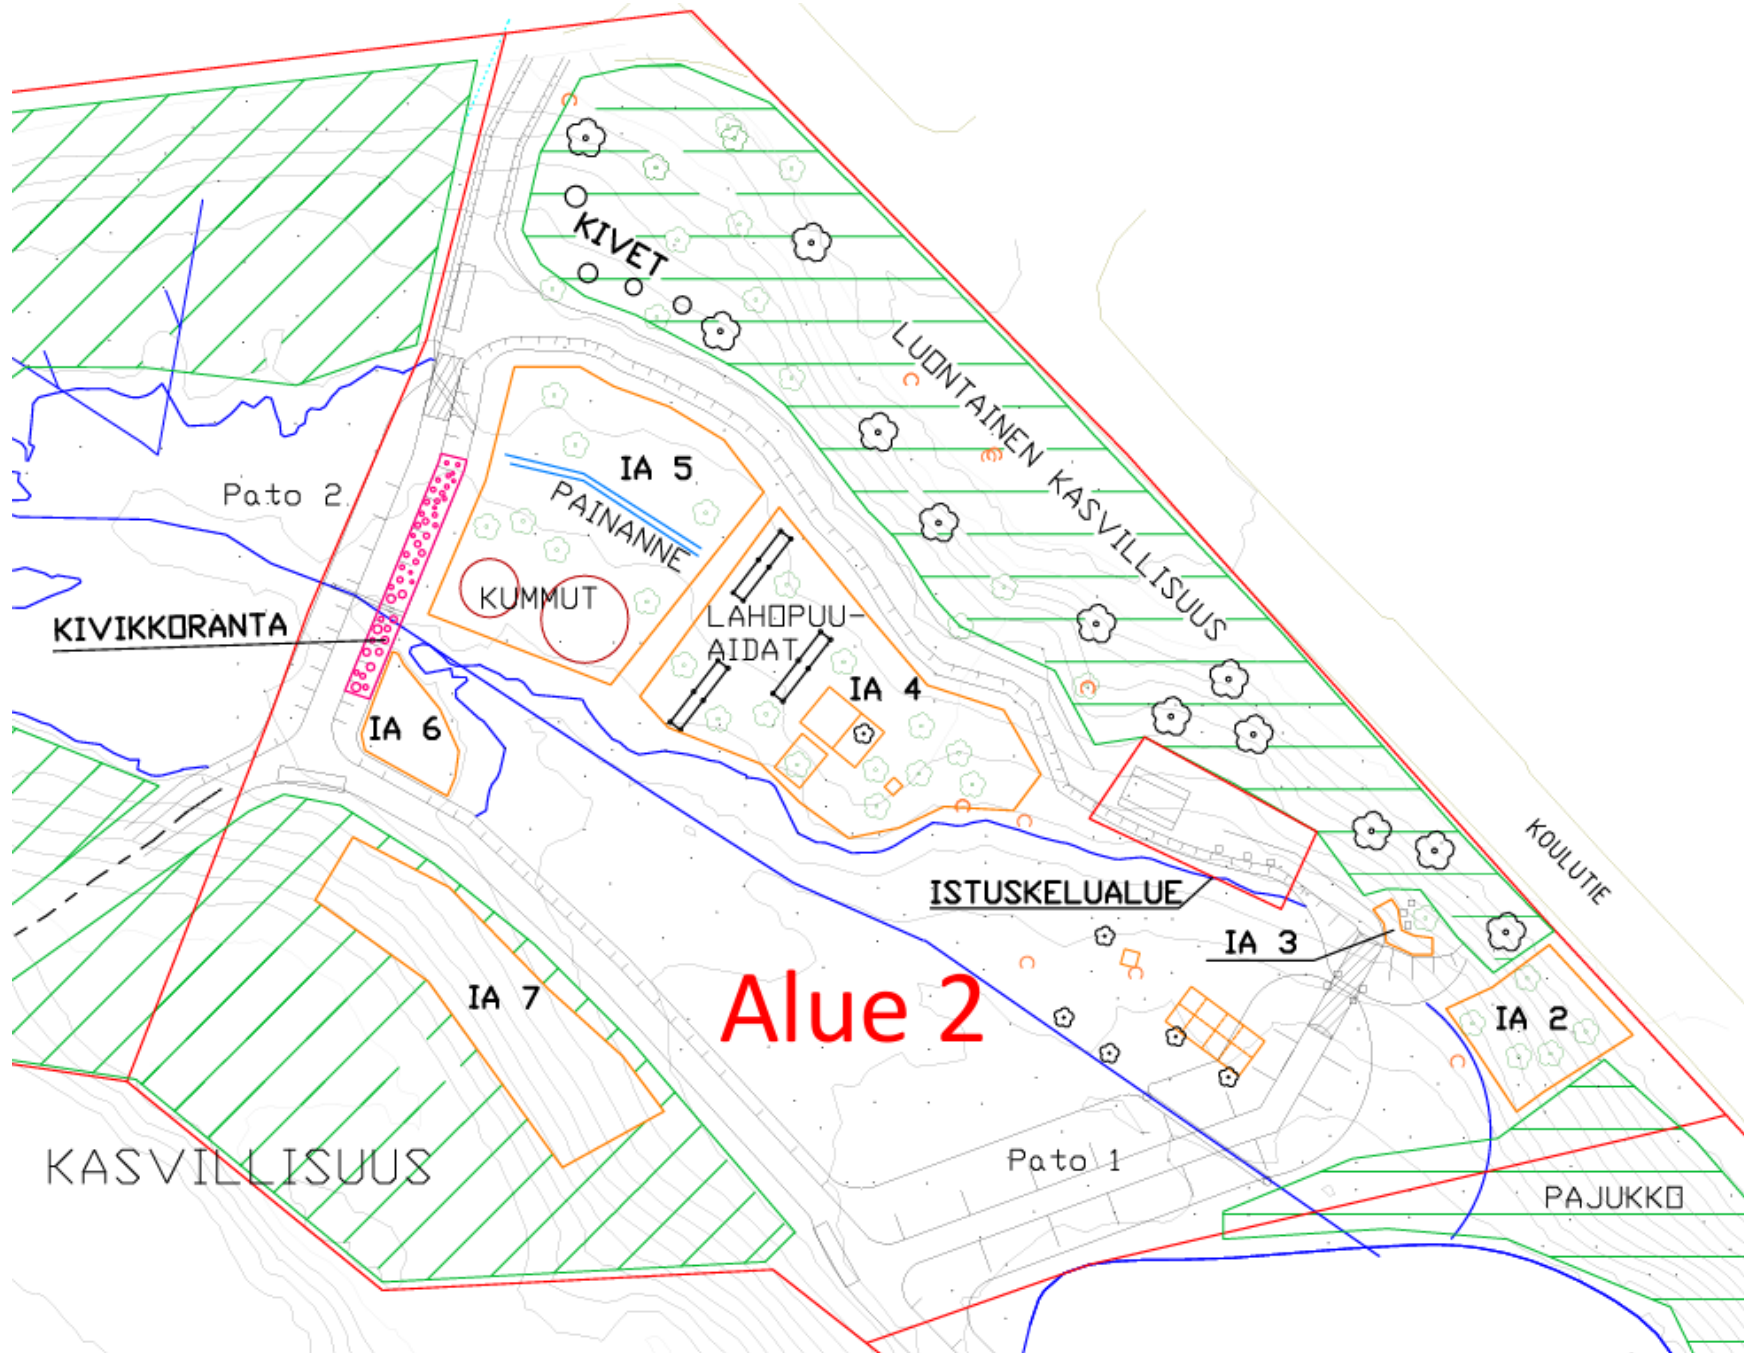 KIVET
LUONTAINEN KASVILLISUUS
IA 5
Pato 2
PAINANNE
KUMMUT
LAHOPUU-
AIDAT
KIVIKKORANTA
IA 4
IA 6
KOULUTIE
ISTUSKELUALUE
IA 3
IA 7
Alue 2
IA 2
Pato 1
KASVILLISUUS
PAJUKKO